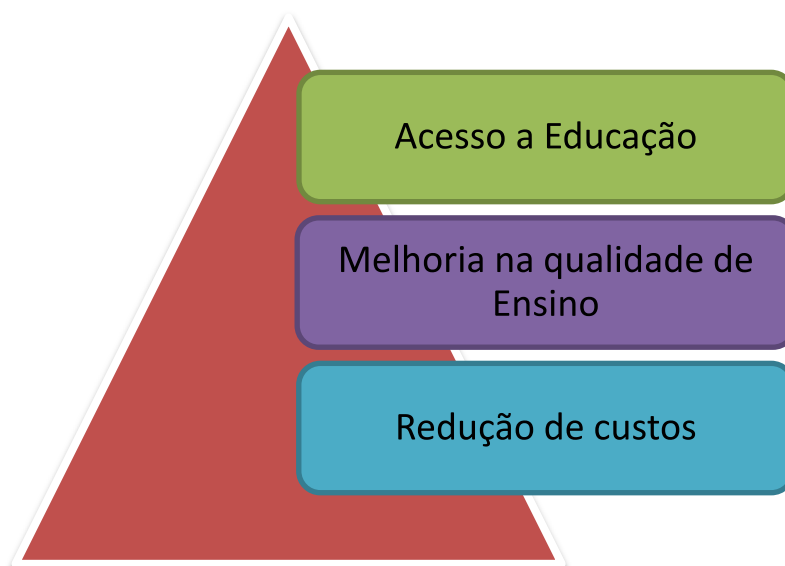 Acesso a Educação
Melhoria na qualidade de
Ensino
Redução de custos